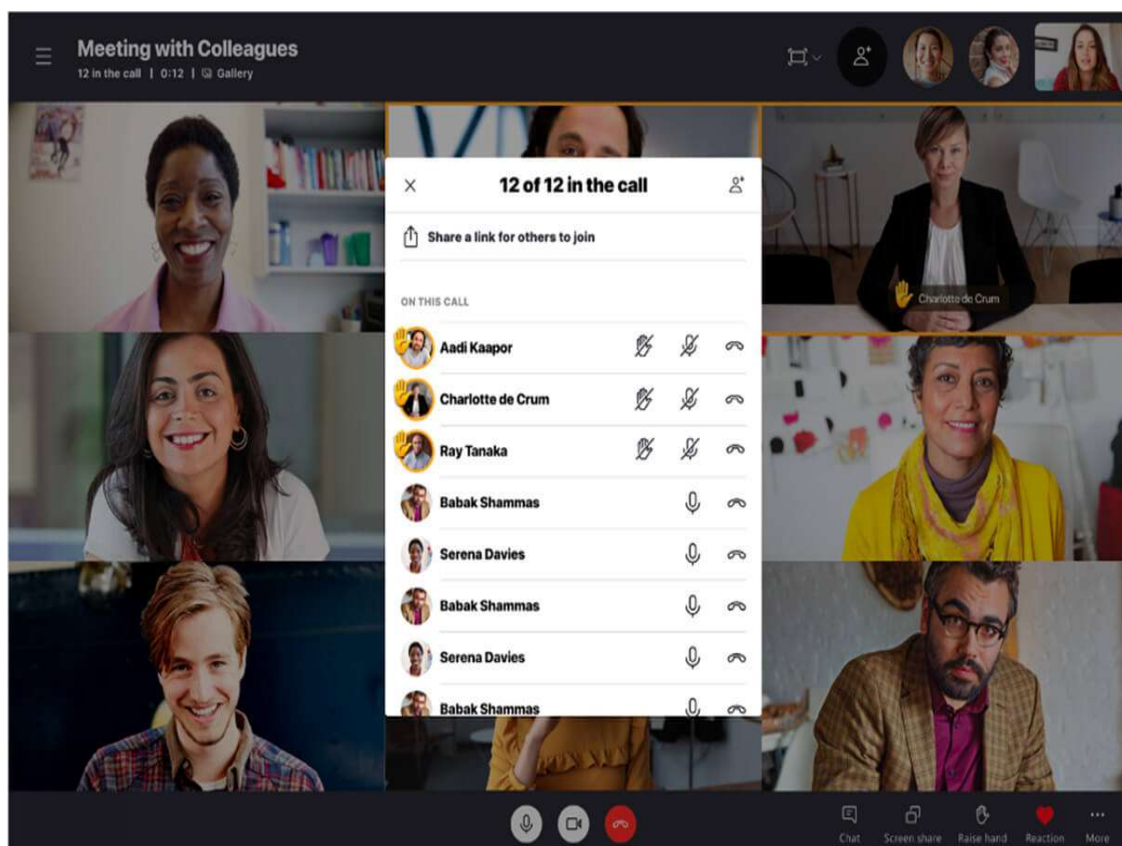 Meeting with Colleagues
12 in the call | 0:12 | Gallery
12 of 12 in the call
Share a link for others to join
ON THIS CALL
Aadi Kaapor
Charlotte de Crum
Ray Tanaka
Babak Shammas
Serena Davies
Babak Shammas
Serena Davies
Babak Shammas
Charlotte de Crum
Chat Screen share Raise hand Reaction More